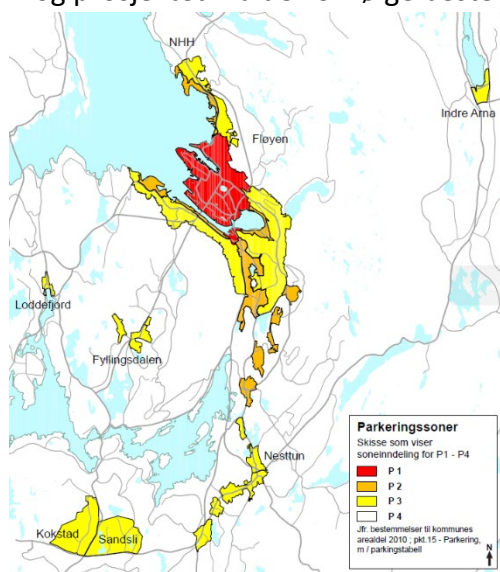 NHH
Fløyen
Indre Arna
Loddefjord
Fyllingsdalen
Nesttun
Kokstad
Sandsli
Parkeringssoner
Skisse som viser
soneinndeling for P1 - P4
P 1
P 2
P 3
P 4
Jfr. bestemmelser til kommunes
arealdel 2010 ; pkt.15 - Parkering,
m / parkingstabell
N